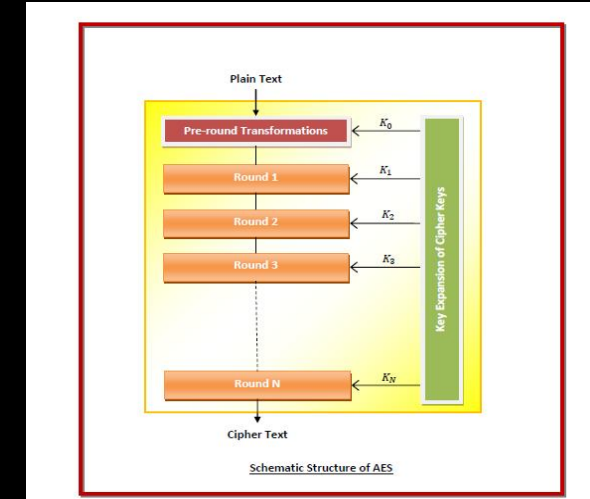 Plain Text
Pre-round Transformations
K₀
Round 1
K₁
Round 2
K₂
Round 3
K₃
Key Expansion of Cipher Keys
Round N
K_N
Cipher Text
Schematic Structure of AES